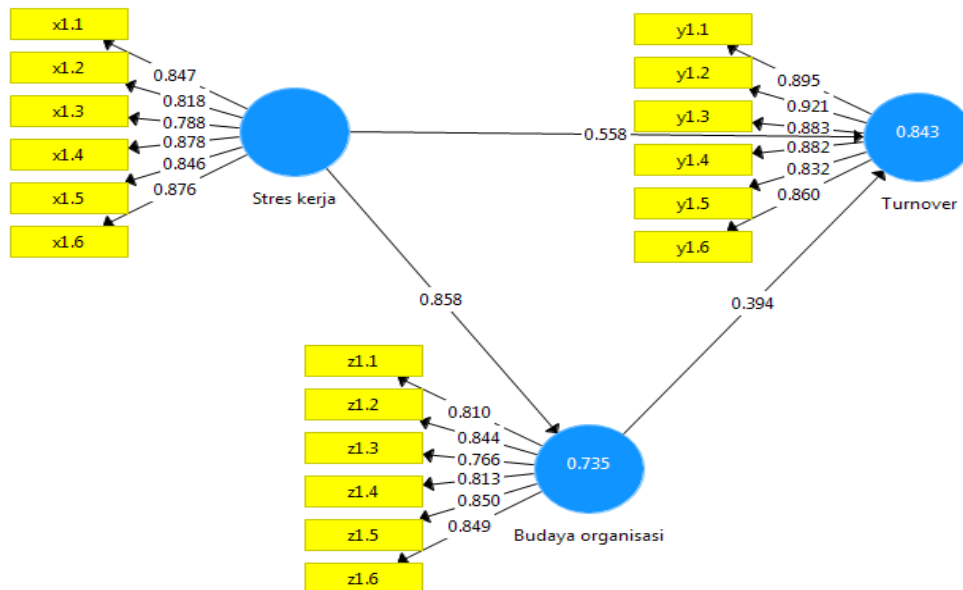 x1.1
x1.2
x1.3
x1.4
x1.5
x1.6
0.847
0.818
0.788
0.878
0.846
0.876
Stres kerja
y1.1
y1.2
y1.3
y1.4
y1.5
y1.6
0.895
0.921
0.883
0.882
0.832
0.860
0.843
Turnover
0.558
0.858
0.394
z1.1
z1.2
z1.3
z1.4
z1.5
z1.6
0.810
0.844
0.766
0.813
0.850
0.849
0.735
Budaya organisasi